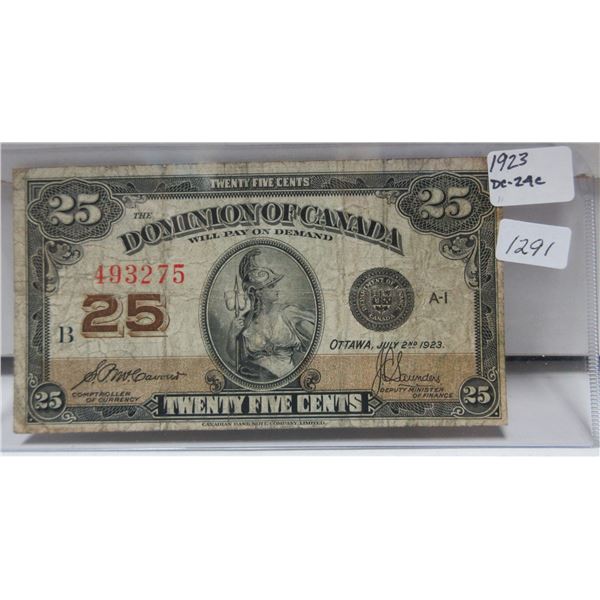 TWENTY FIVE CENTS
25 25
THE
DOMINION OF CANADA
WILL PAY ON DEMAND
493275
25
B
A-1
OTTAWA, JULY 2ND 1923.
COMPTROLLER
OF CURRENCY
J.C. Saunders
DEPUTY MINISTER
OF FINANCE
25 TWENTY FIVE CENTS 25
CANADIAN BANK NOTE COMPANY, LIMITED.
1923
DC-24c
1291